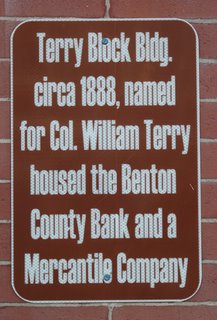 Terry Block Bldg.
circa 1888, named
for Col. William Terry
housed the Benton
County Bank and a
Mercantile Company